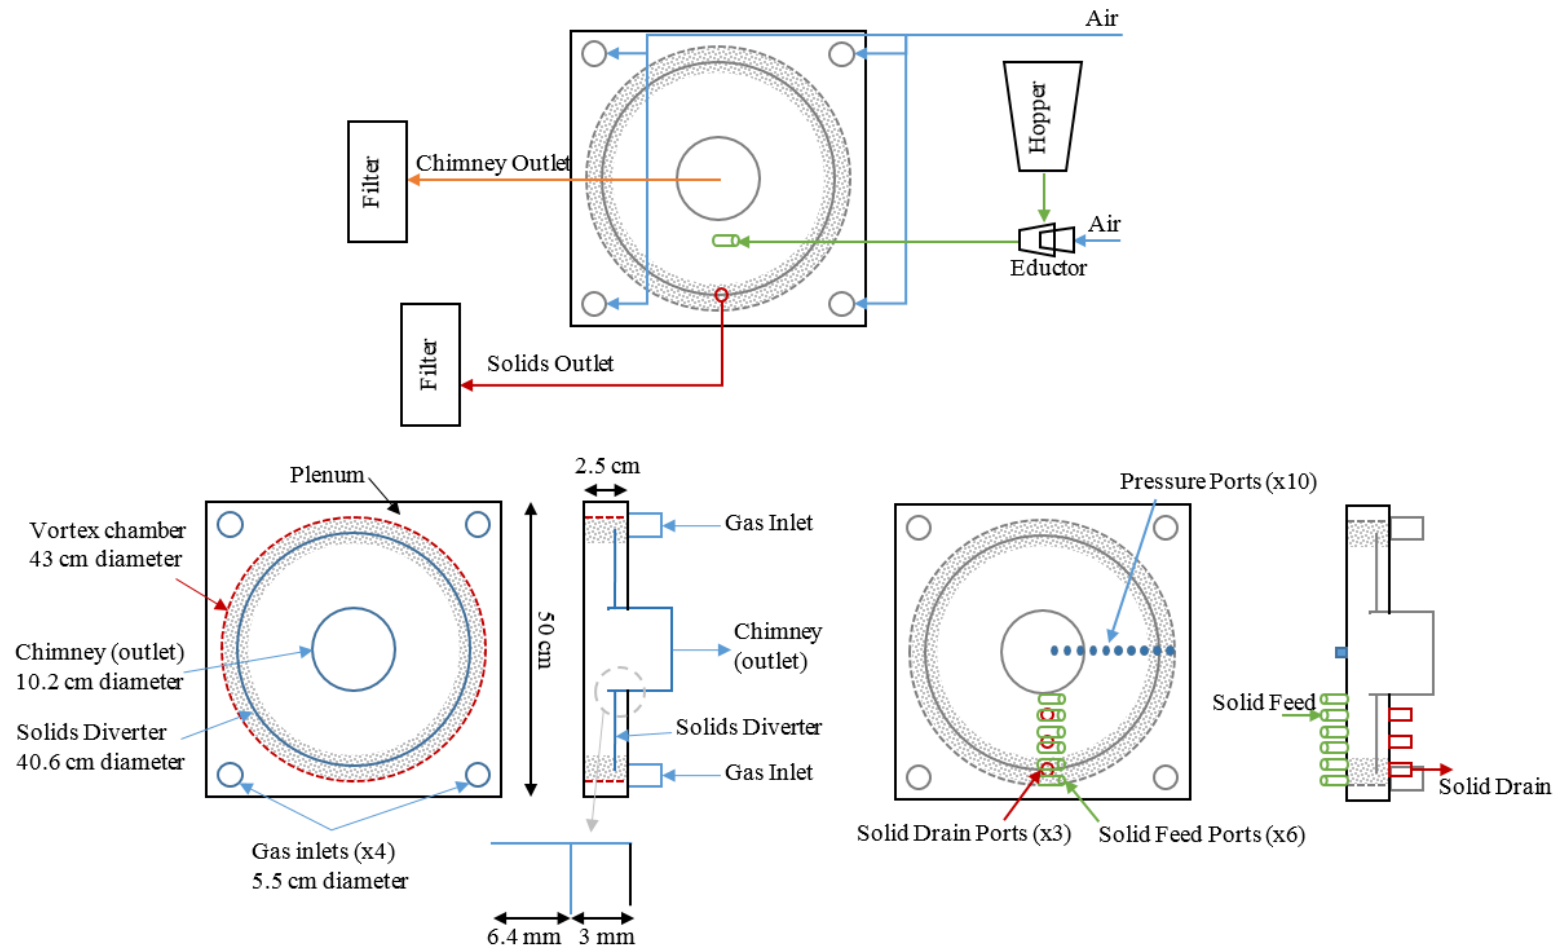 Air
Hopper
Filter
Chimney Outlet
Air
Eductor
Filter
Solids Outlet
2.5 cm
Plenum
Pressure Ports (x10)
Vortex chamber
43 cm diameter
Gas Inlet
50 cm
Chimney
(outlet)
Chimney (outlet)
10.2 cm diameter
Solid Feed
Solids Diverter
Solids Diverter
40.6 cm diameter
Gas Inlet
Solid Drain
Solid Drain Ports (x3)
Solid Feed Ports (x6)
Gas inlets (x4)
5.5 cm diameter
6.4 mm
3 mm